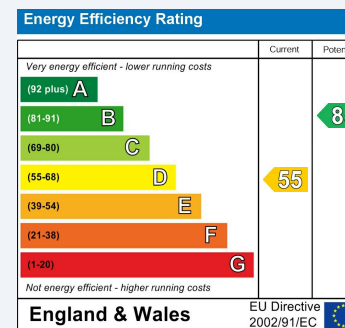 Energy Efficiency Rating
Current Poten
Very energy efficient - lower running costs
(92 plus) A
(81-91) B 8
(69-80) C
(55-68) D 55
(39-54) E
(21-38) F
(1-20) G
Not energy efficient - higher running costs
England & Wales
EU Directive
2002/91/EC